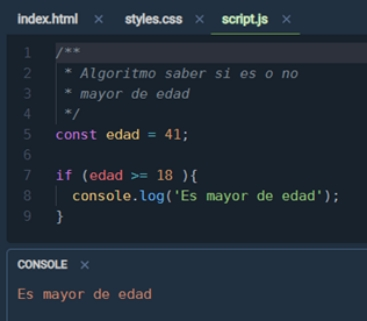 index.html × styles.css × script.js ×
1 /**
2 * Algoritmo saber si es o no
3 * mayor de edad
4 */
5 const edad = 41;
6
7 if (edad >= 18 ){
8 console.log('Es mayor de edad');
9 }
CONSOLE ×
Es mayor de edad